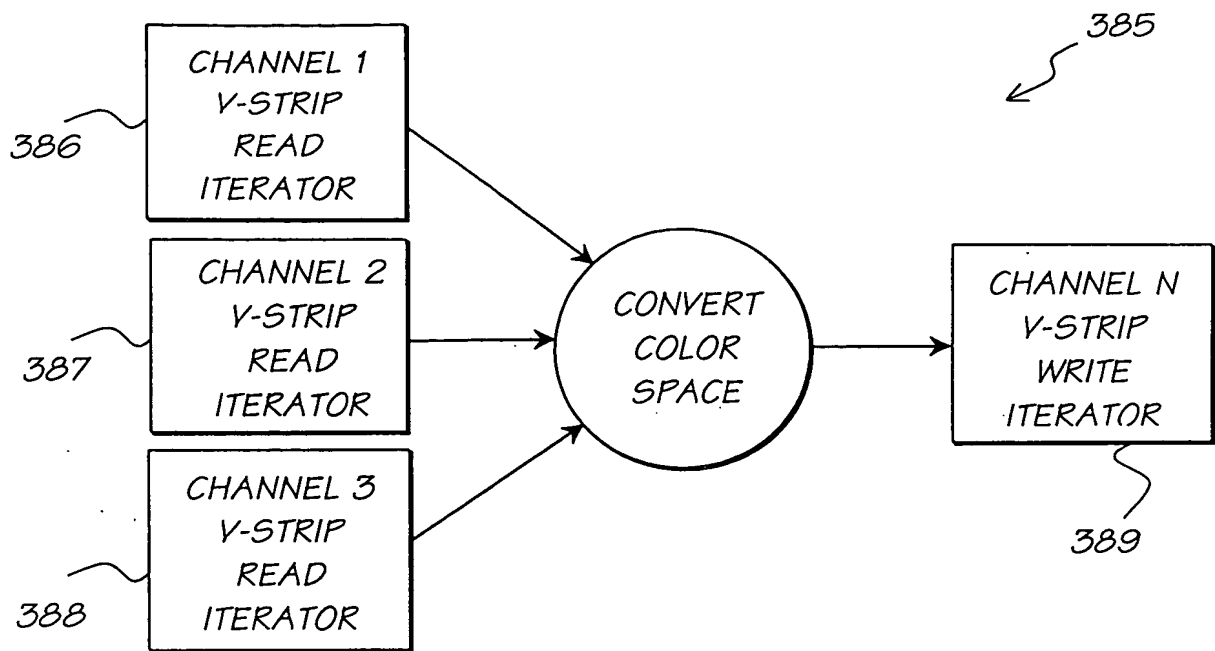 385
CHANNEL 1
V-STRIP
READ
ITERATOR
386
CHANNEL 2
V-STRIP
READ
ITERATOR
387
CHANNEL 3
V-STRIP
READ
ITERATOR
388
CONVERT
COLOR
SPACE
CHANNEL N
V-STRIP
WRITE
ITERATOR
389